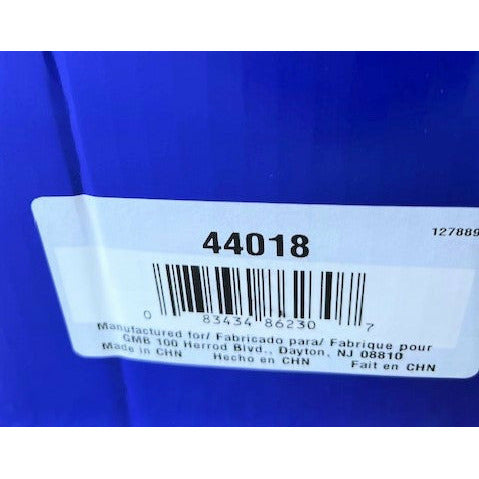 127889
44018
0 83434 86230 7
Manufactured for/ Fabricado para/ Fabrique pour
GMB 100 Herrod Blvd., Dayton, NJ 08810
Made in CHN Hecho en CHN Fait en CHN